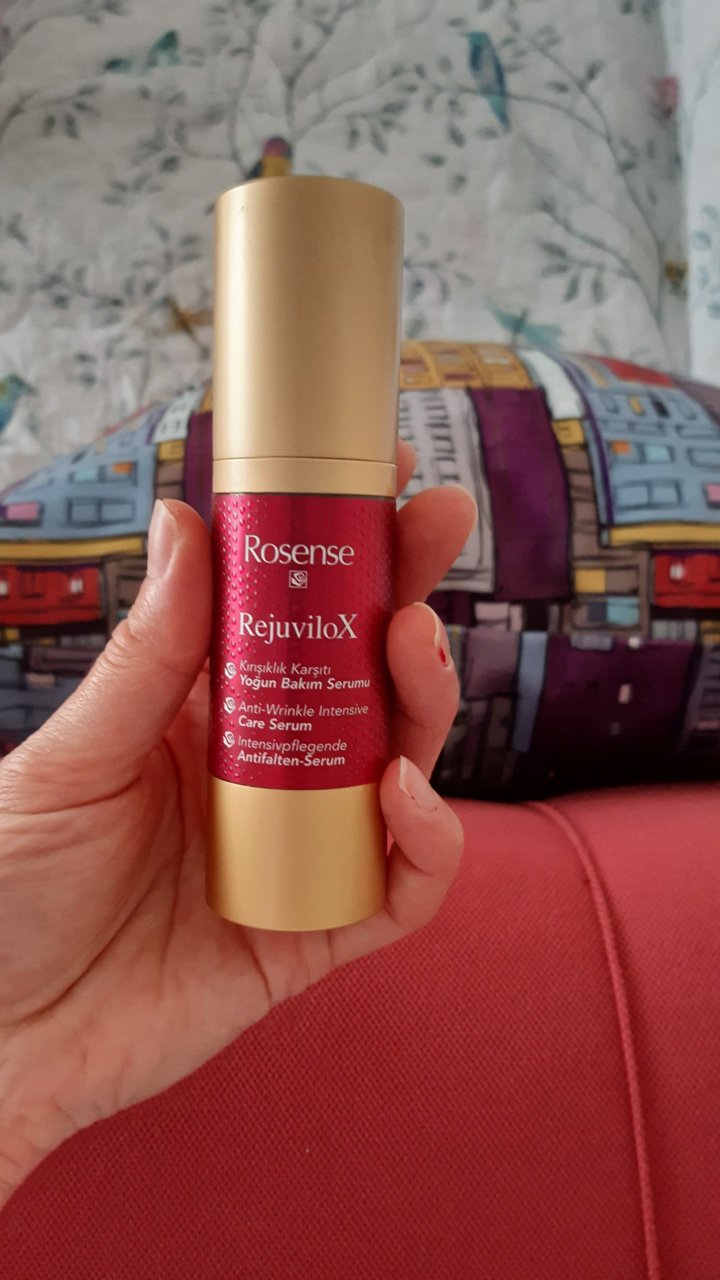 Rosense
RejuviloX
Kırışıklık Karşıtı
Yoğun Bakım Serumu
Anti-Wrinkle Intensive
Care Serum
Intensivpflegende
Antifalten-Serum